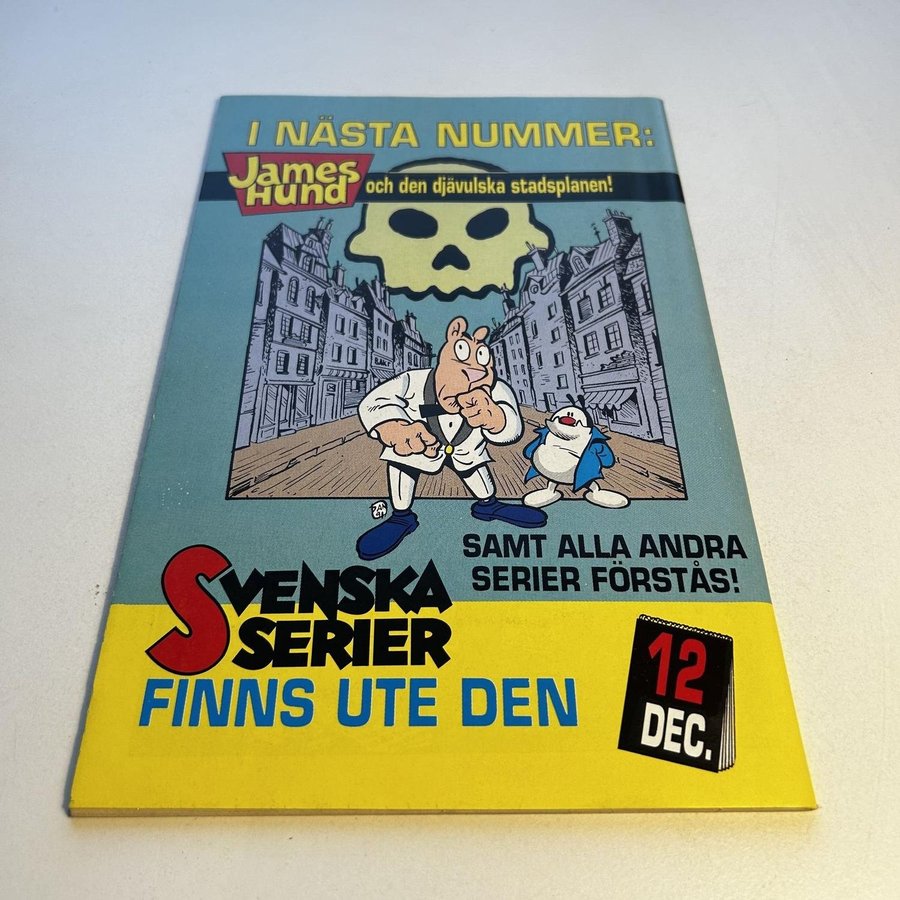 I NÄSTA NUMMER:
James Hund
och den djävulska stadsplanen!
SAMT ALLA ANDRA
SERIER FÖRSTÅS!
SVENSKA
SERIER
FINNS UTE DEN
12
DEC.